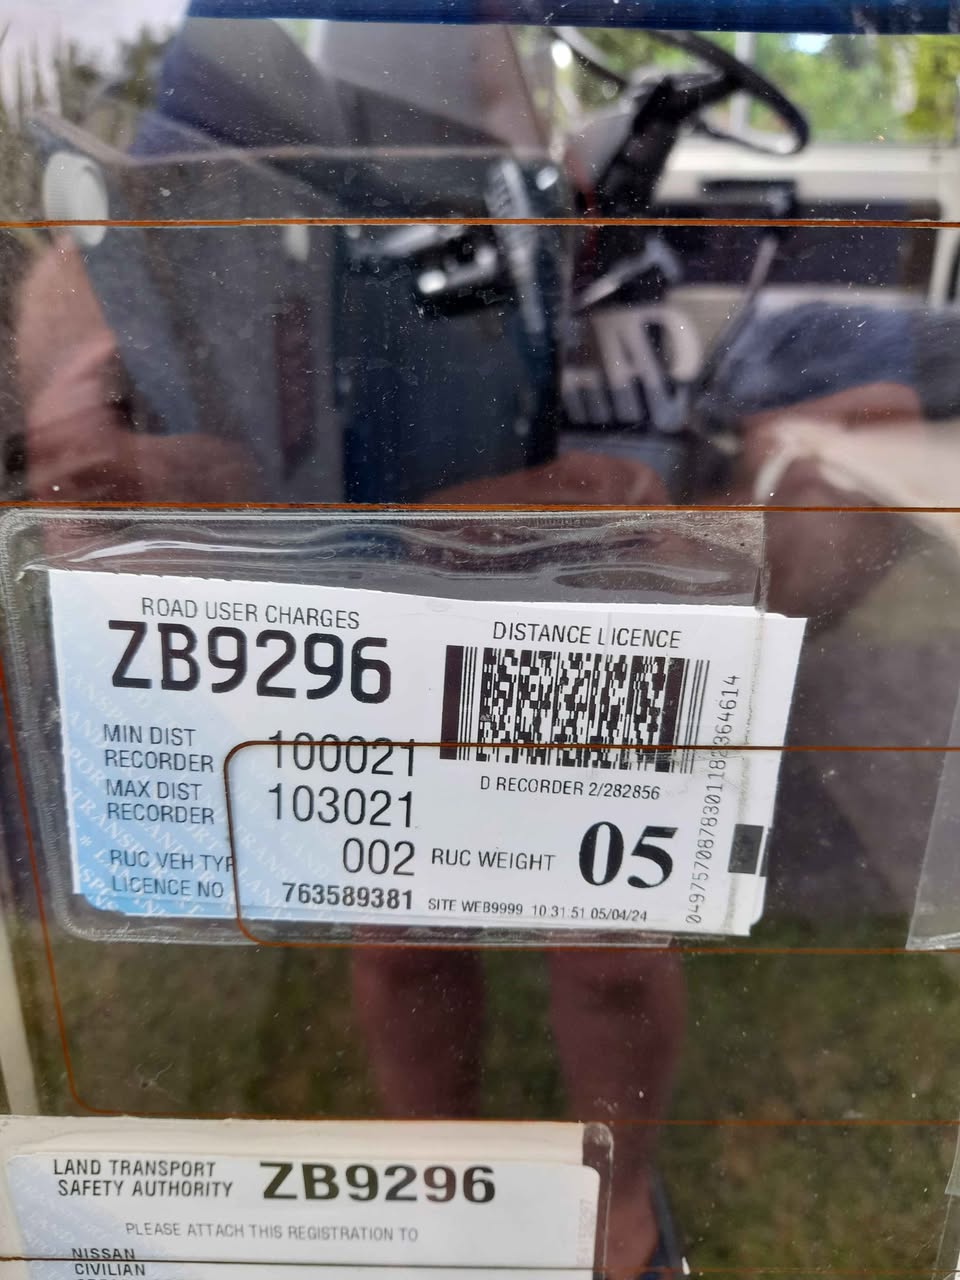 ROAD USER CHARGES
ZB9296
DISTANCE LICENCE
MIN DIST
RECORDER 100021
MAX DIST
RECORDER 103021
D RECORDER 2/282856
RUC VEH TYP 002
RUC WEIGHT 05
LICENCE NO 763589381
SITE WEB9999 10 31 51 05/04/24
LAND TRANSPORT
SAFETY AUTHORITY
ZB9296
PLEASE ATTACH THIS REGISTRATION TO
NISSAN
CIVILIAN